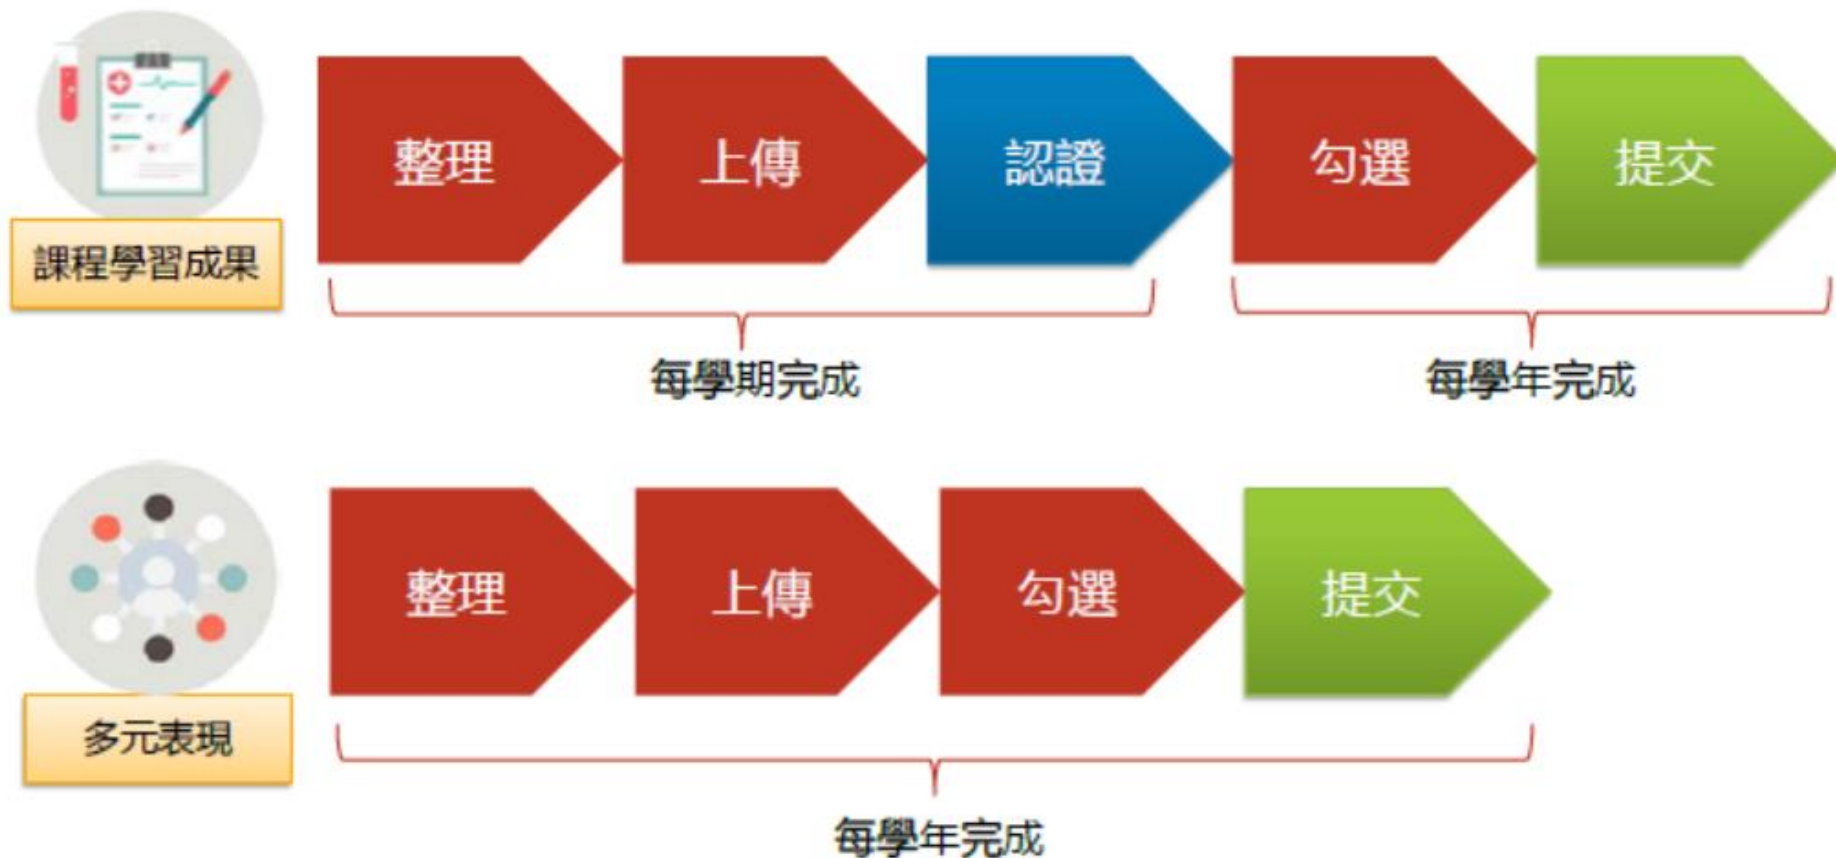 整理
上傳
認證
勾選
提交
課程學習成果
每學期完成
每學年完成
整理
上傳
勾選
提交
多元表現
每學年完成